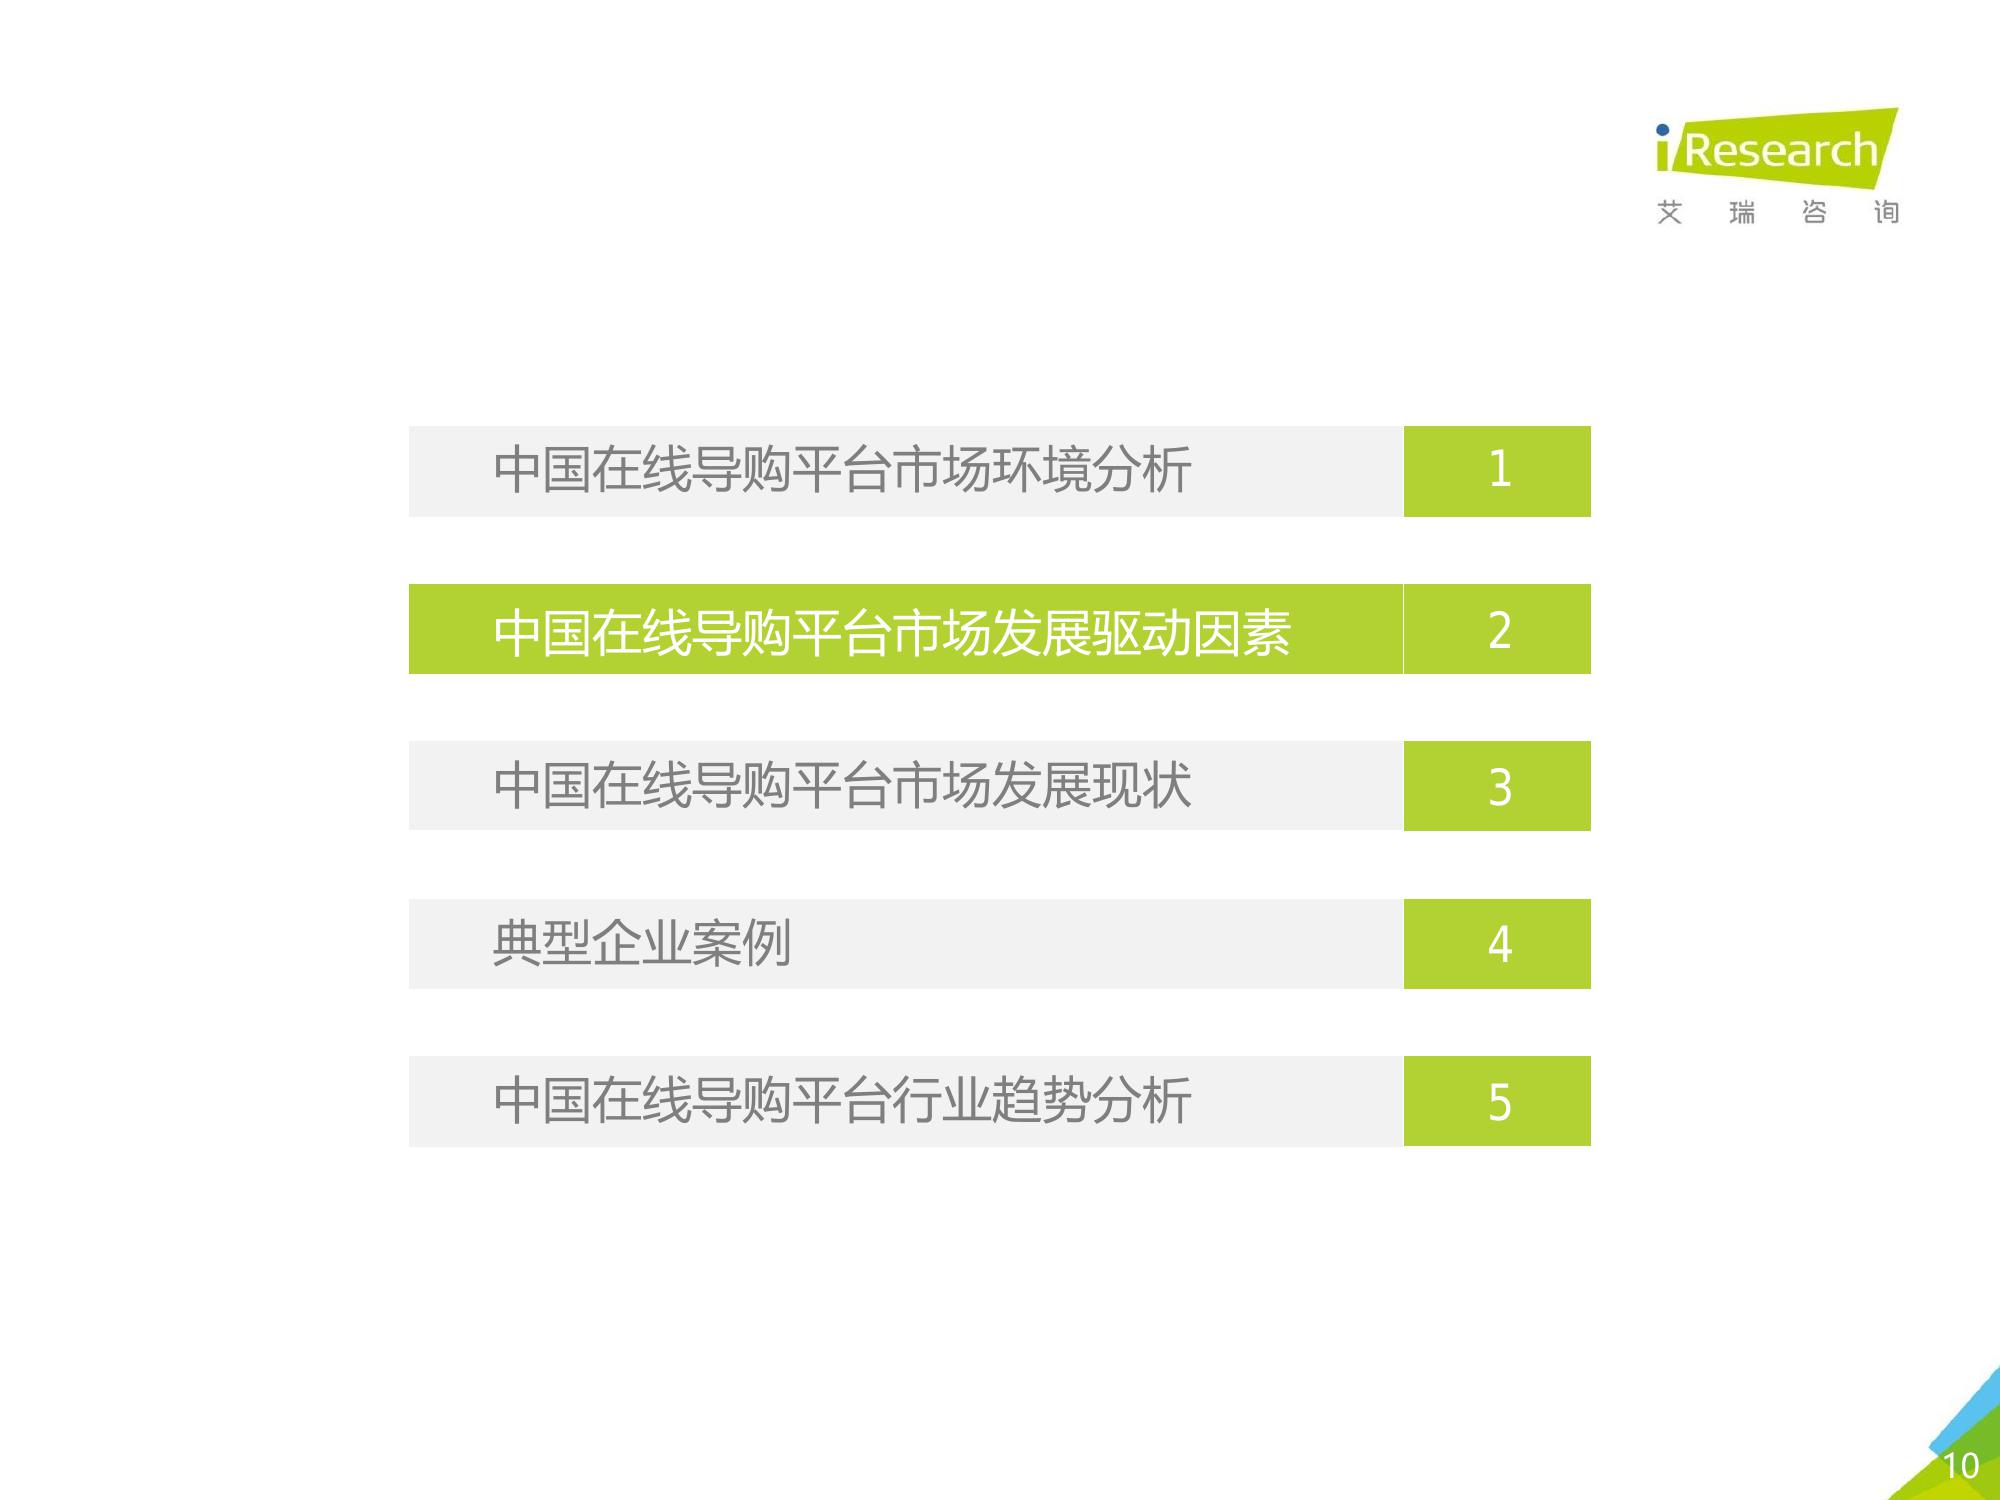 iResearch
艾瑞咨询
中国在线导购平台市场环境分析 1
中国在线导购平台市场发展驱动因素 2
中国在线导购平台市场发展现状 3
典型企业案例 4
中国在线导购平台行业趋势分析 5
10